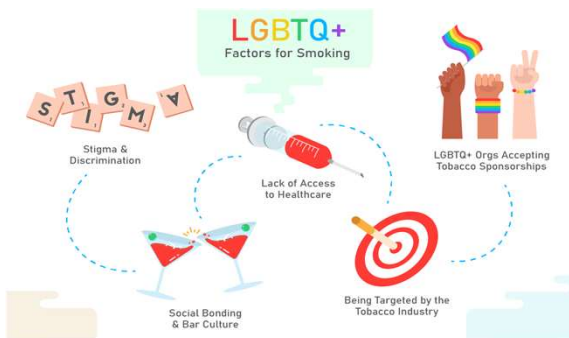 LGBTQ+
Factors for Smoking
STIGMA
Stigma &
Discrimination
Lack of Access
to Healthcare
LGBTQ+ Orgs Accepting
Tobacco Sponsorships
Social Bonding
& Bar Culture
Being Targeted by the
Tobacco Industry